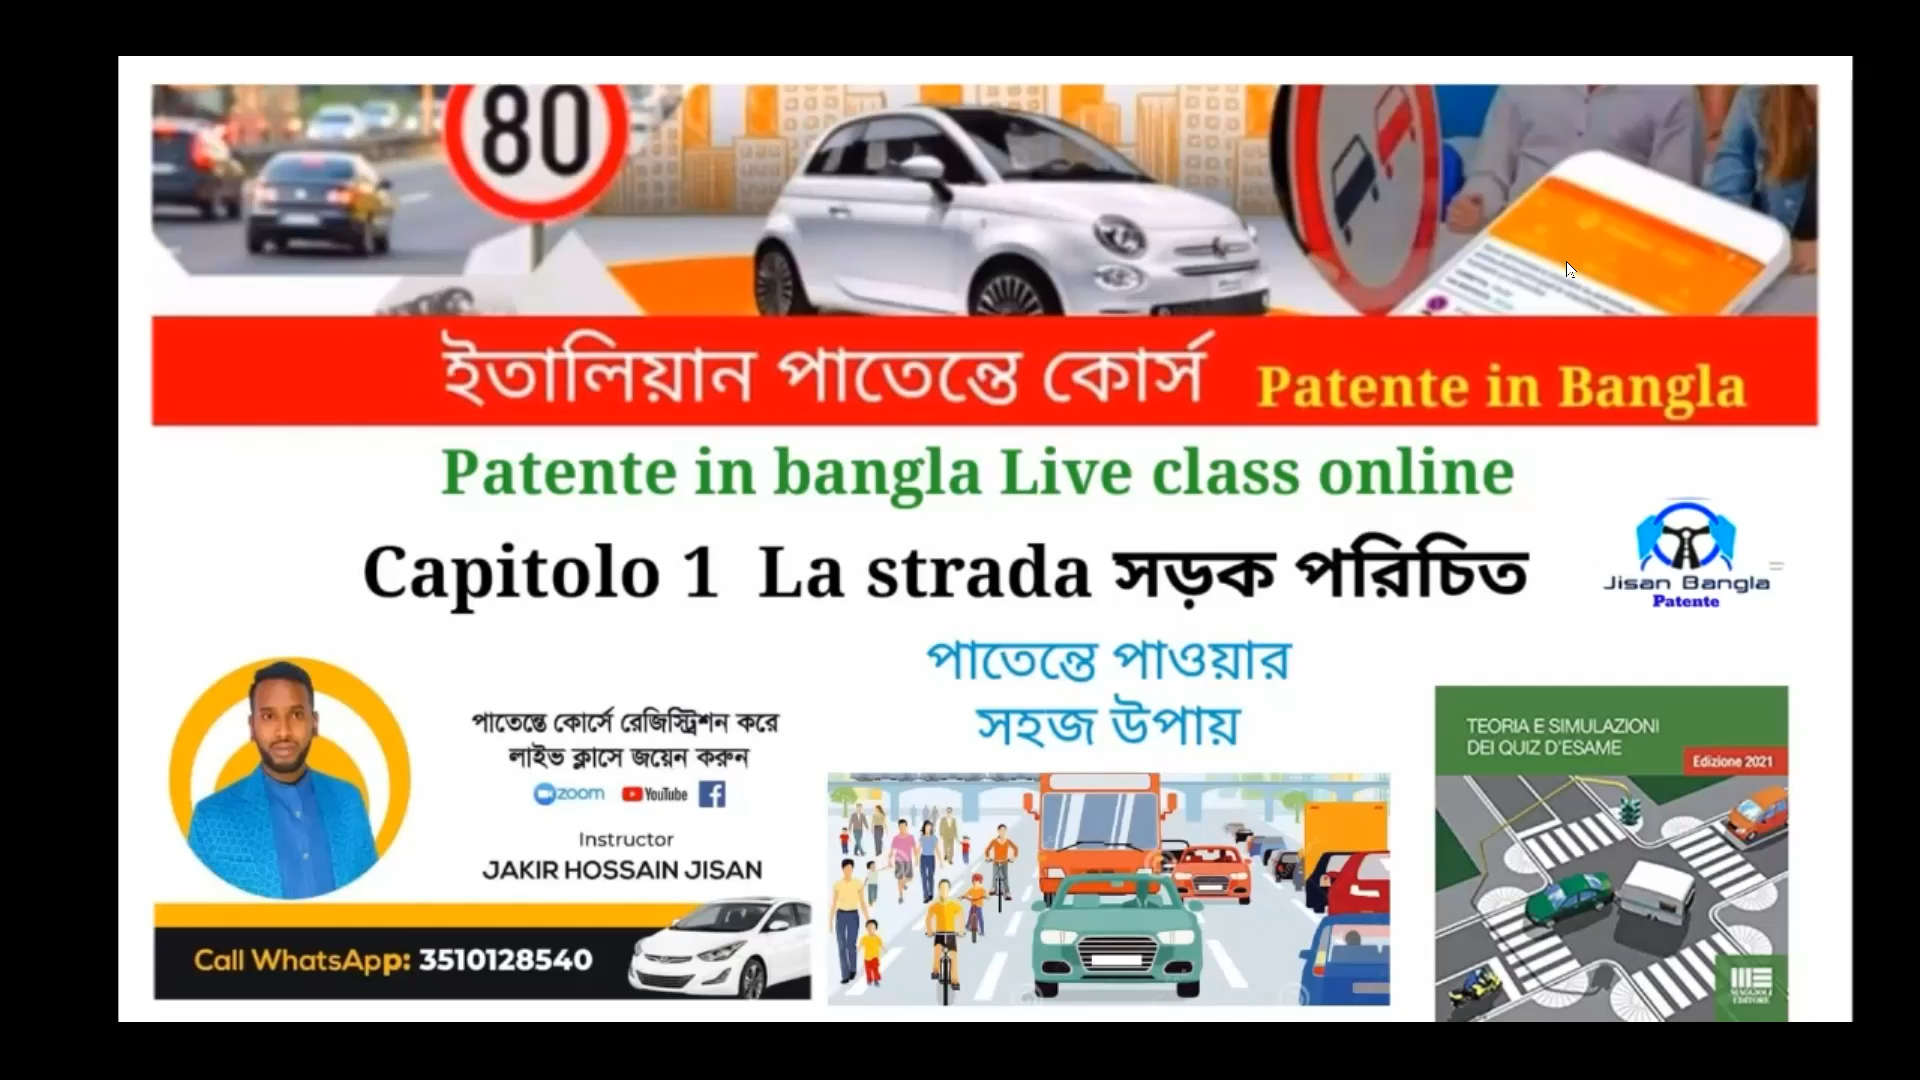 80
ইতালিয়ান পাতেন্তে কোর্স Patente in Bangla
Patente in bangla Live class online
Capitolo 1 La strada সড়ক পরিচিত
Jisan Bangla
Patente
পাতেন্তে পাওয়ার
সহজ উপায়
পাতেন্তে কোর্সে রেজিস্ট্রিশন করে
লাইভ ক্লাসে জয়েন করুন
zoom YouTube
Instructor
JAKIR HOSSAIN JISAN
Call WhatsApp: 3510128540
TEORIA E SIMULAZIONI
DEI QUIZ D'ESAME
Edizione 2021
MAGGIOLI
EDITORE